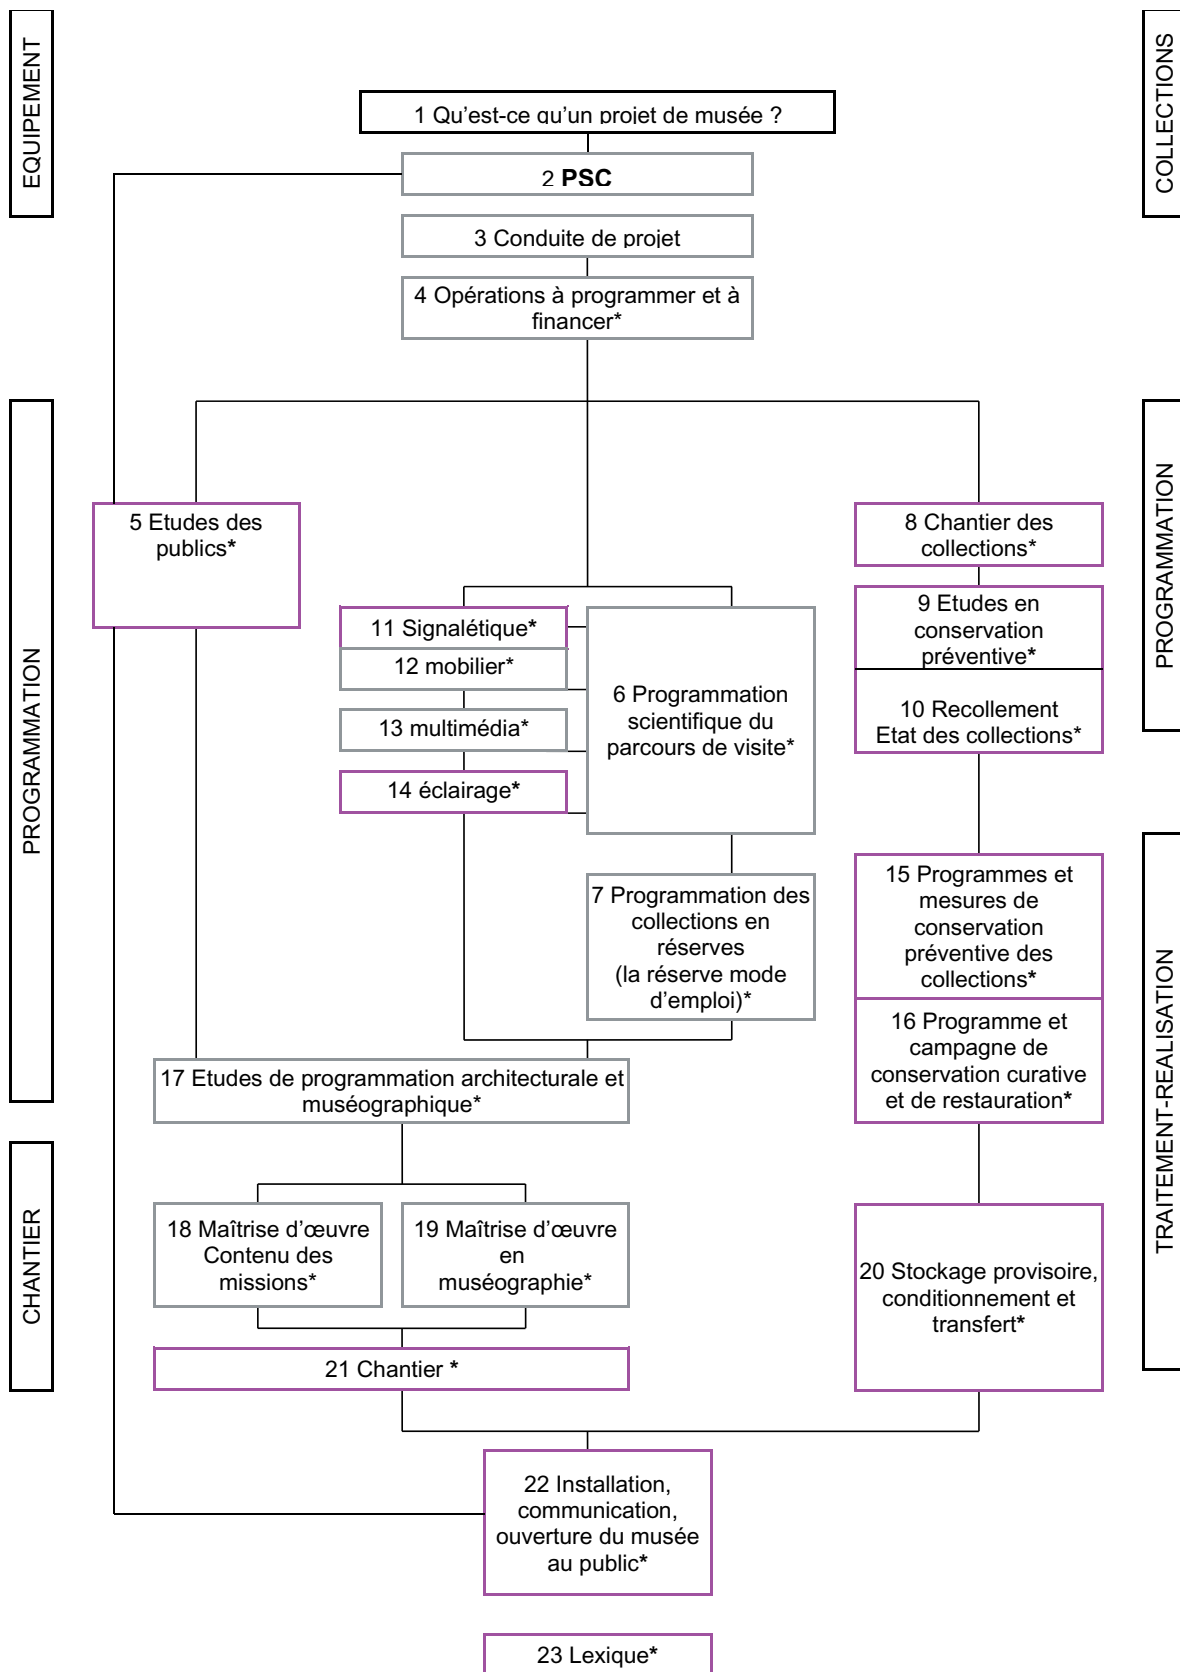 EQUIPEMENT
COLLECTIONS
1 Qu’est-ce qu’un projet de musée ?
2 PSC
3 Conduite de projet
4 Opérations à programmer et à
financer*
PROGRAMMATION
PROGRAMMATION
5 Etudes des
publics*
8 Chantier des
collections*
9 Etudes en
conservation
préventive*
10 Recollement
Etat des collections*
11 Signalétique*
12 mobilier*
13 multimédia*
14 éclairage*
6 Programmation
scientifique du
parcours de visite*
7 Programmation des
collections en
réserves
(la réserve mode
d’emploi)*
TRAITEMENT-REALISATION
15 Programmes et
mesures de
conservation
préventive des
collections*
16 Programme et
campagne de
conservation curative
et de restauration*
17 Etudes de programmation architecturale et
muséographique*
CHANTIER
18 Maîtrise d’œuvre
Contenu des
missions*
19 Maîtrise d’œuvre
en
muséographie*
20 Stockage provisoire,
conditionnement et
transfert*
21 Chantier *
22 Installation,
communication,
ouverture du musée
au public*
23 Lexique*